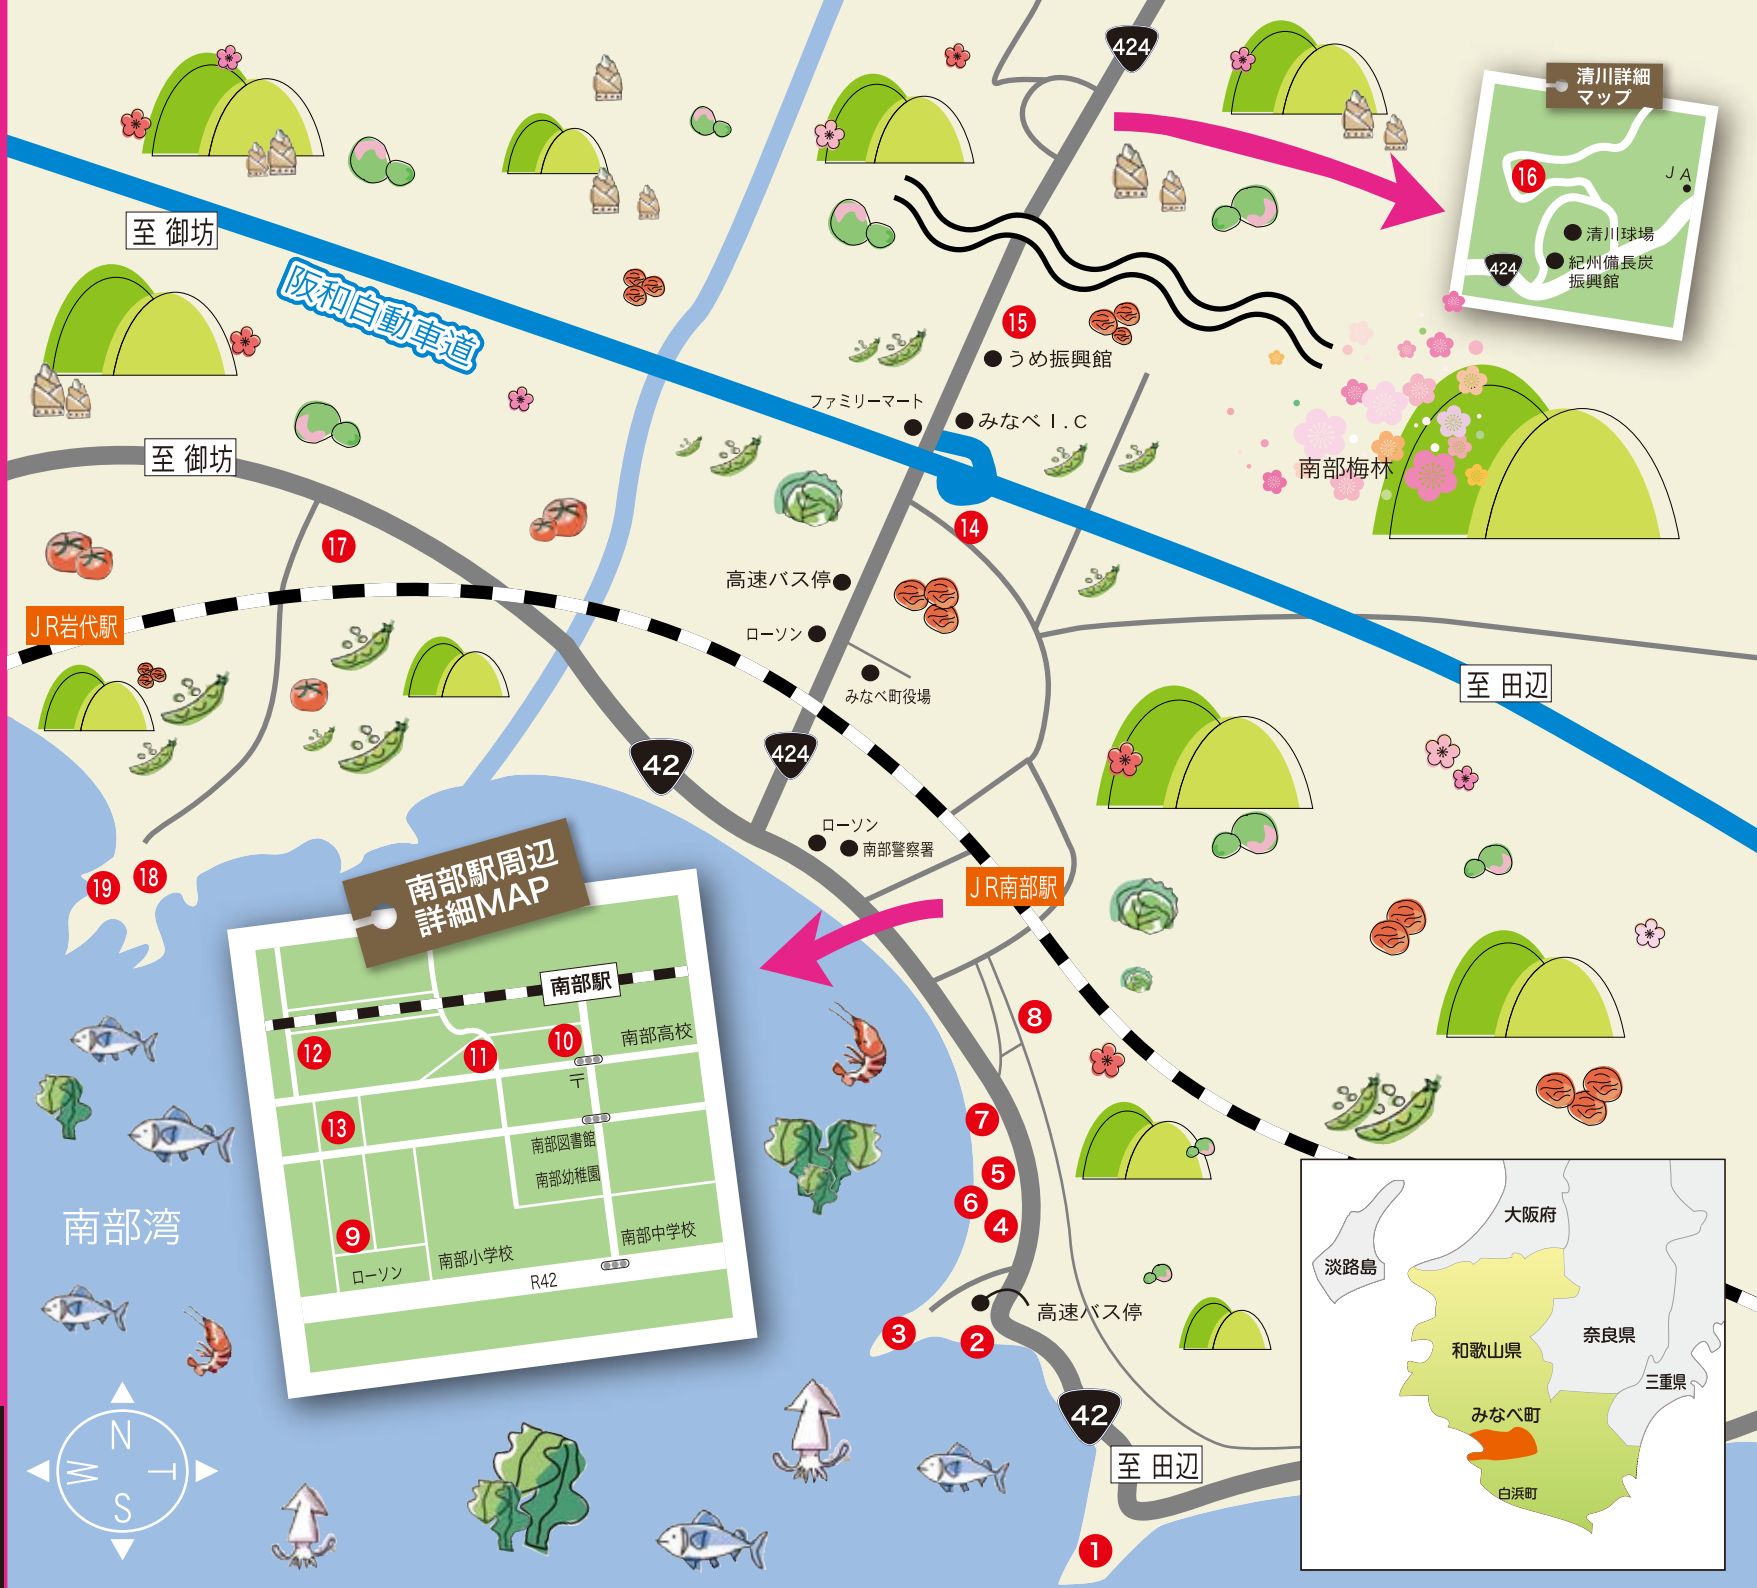 424
清川詳細
マップ
16
JA
清川球場
紀州備長炭
振興館
424
至 御坊
阪和自動車道
15
うめ振興館
ファミリーマート
みなべI.C
南部梅林
至 御坊
14
17
高速バス停
JR岩代駅
ローソン
みなべ町役場
至 田辺
42
424
ローソン
南部警察署
JR南部駅
18
19
南部駅周辺
詳細MAP
南部駅
12
11
10
南部高校
〒
13
南部図書館
南部幼稚園
9
ローソン
南部小学校
南部中学校
R42
8
7
5
6
4
南部湾
高速バス停
3
2
42
至 田辺
1
N
W
T
S
大阪府
淡路島
和歌山県
奈良県
三重県
みなべ町
白浜町